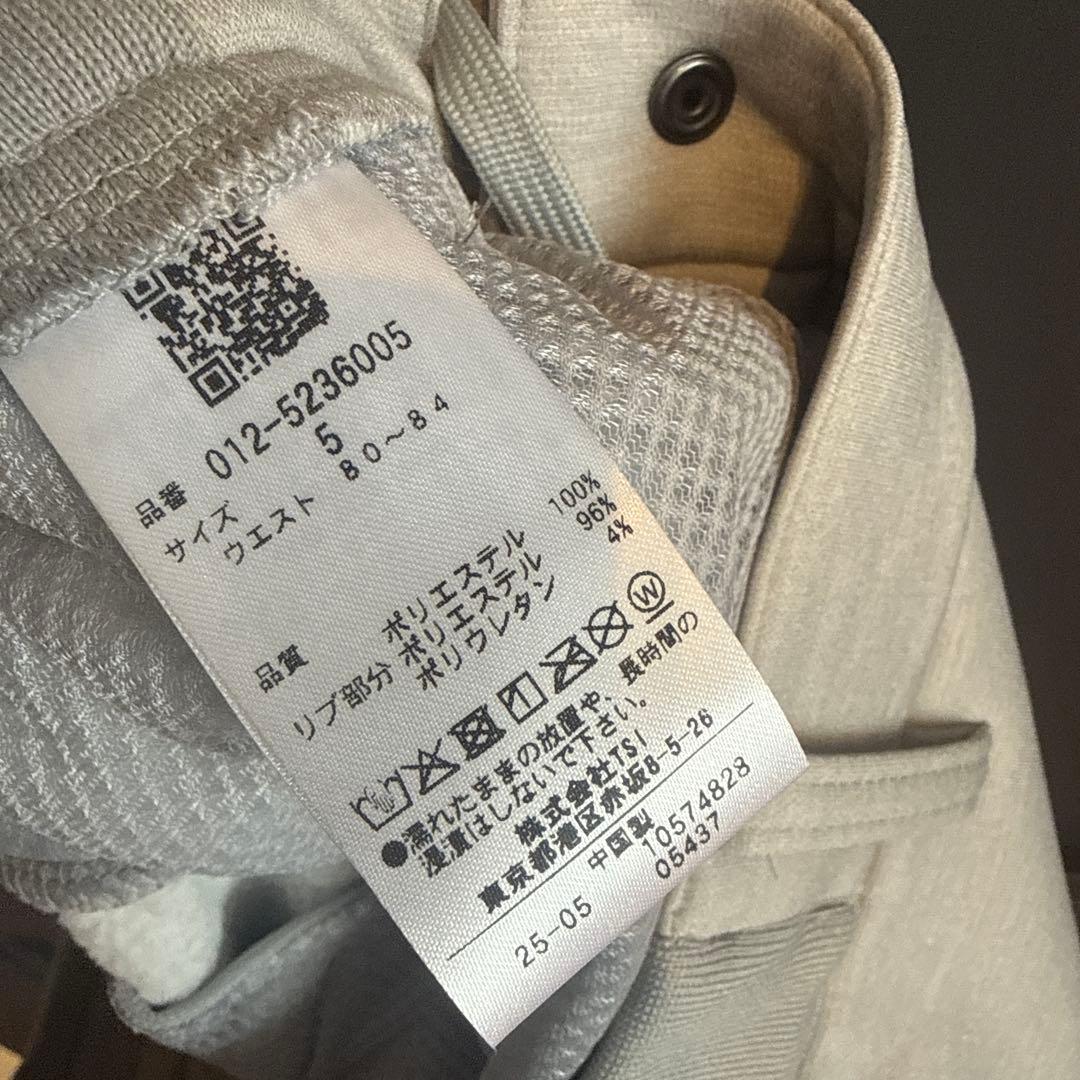 品番 012-5236005
サイズ 5
ウエスト 80～84
品質 ポリエステル 100%
リブ部分 ポリエステル 96%
ポリウレタン 4%
W
●濡れたままの放置や、長時間の
浸漬はしないで下さい。
株式会社TSI
東京都港区赤坂8-5-26
中国製
10574828
25-05 05437